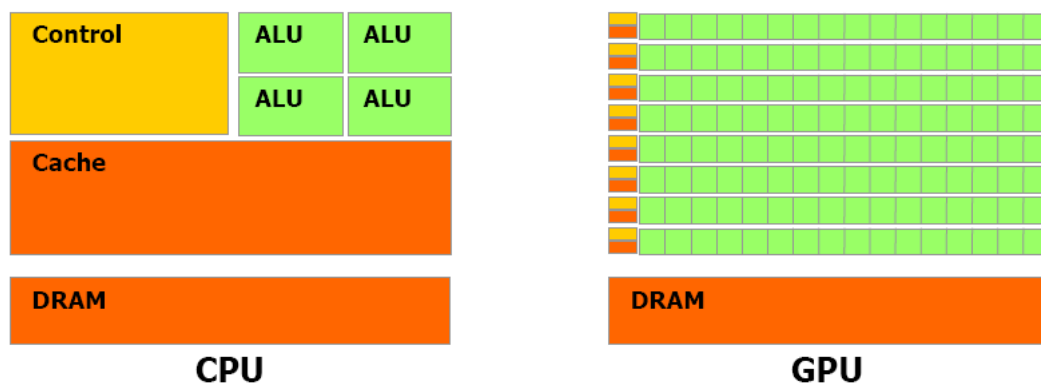 Control
ALU ALU
ALU ALU
Cache
DRAM
CPU
DRAM
GPU